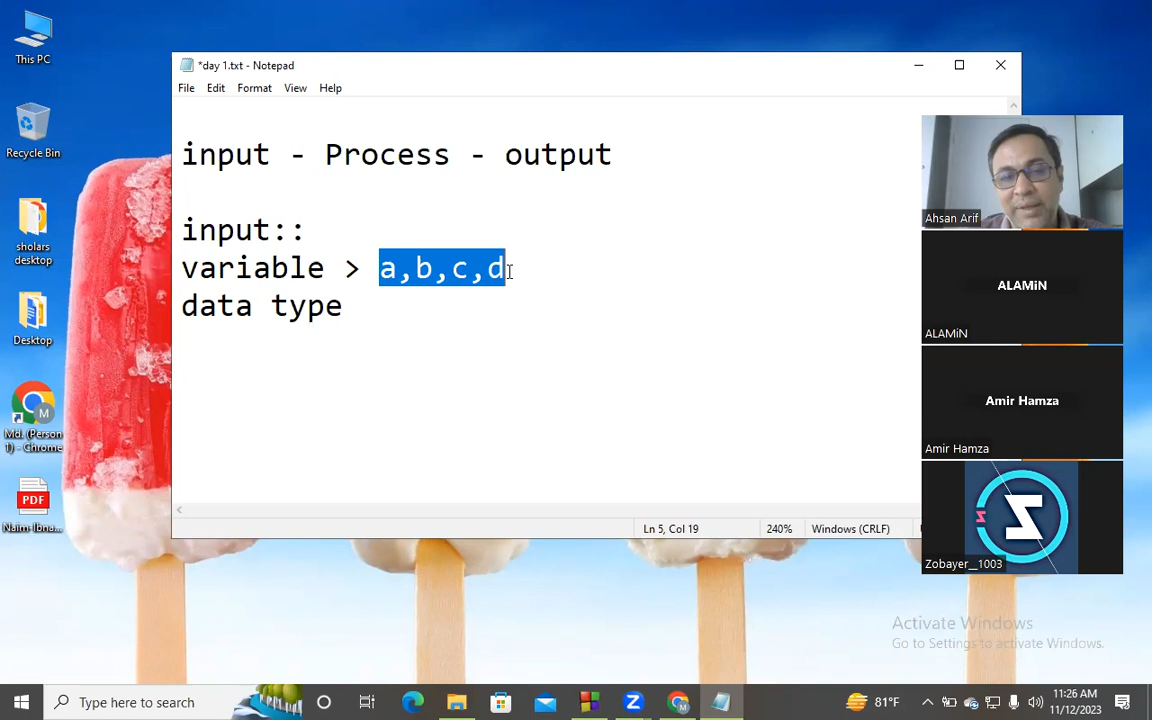 This PC
Recycle Bin
sholars
desktop
Desktop
M
Md. (Person
1) - Chrome
PDF
Naim-Ibna...
*day 1.txt - Notepad
File Edit Format View Help
input - Process - output
input::
variable > a,b,c,d
data type
Ln 5, Col 19 240% Windows (CRLF)
Ahsan Arif
ALAMiN
ALAMiN
Amir Hamza
Amir Hamza
Zobayer__1003
Activate Windows
Go to Settings to activate Windows.
Type here to search
81°F
11:26 AM
11/12/2023